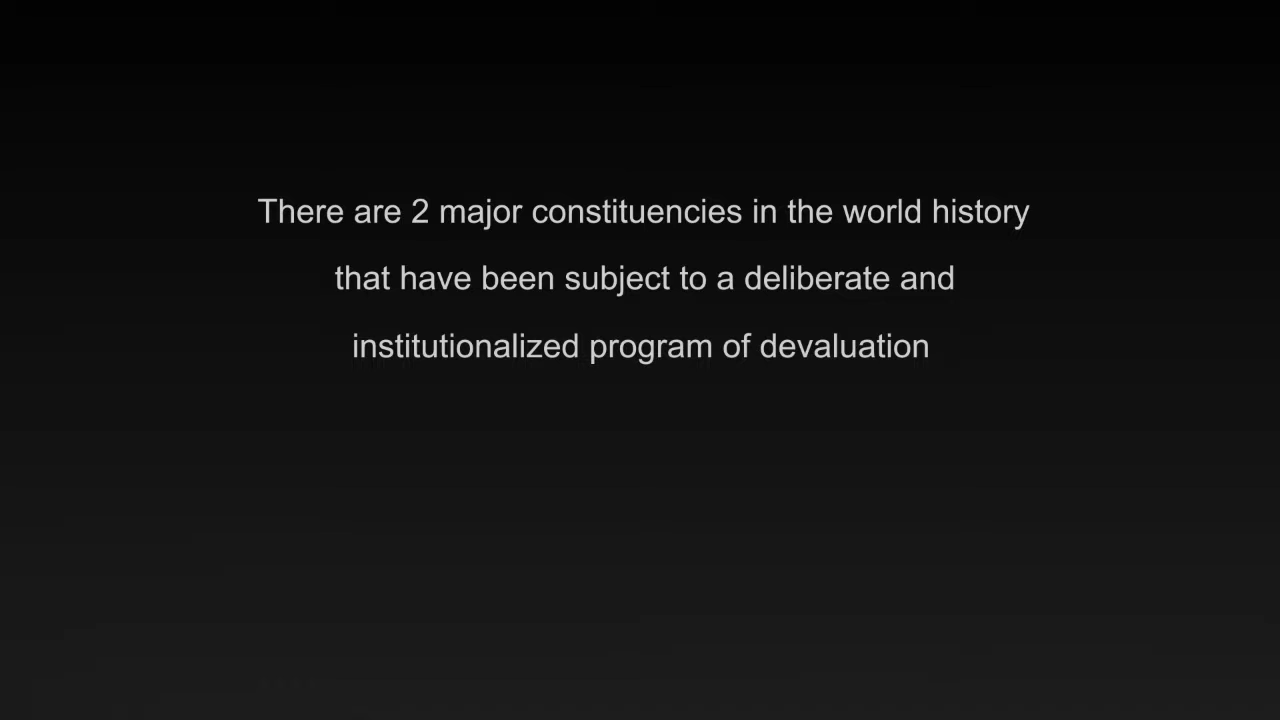 There are 2 major constituencies in the world history
that have been subject to a deliberate and
institutionalized program of devaluation